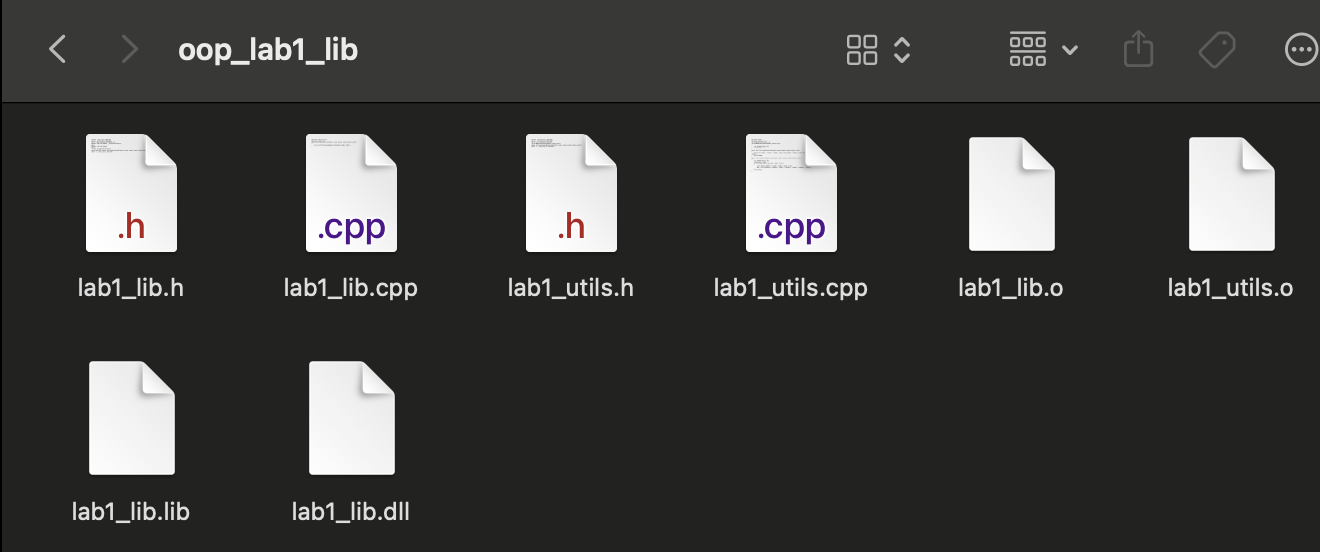 oop_lab1_lib
.h
.cpp
.h
.cpp
lab1_lib.h
lab1_lib.cpp
lab1_utils.h
lab1_utils.cpp
lab1_lib.o
lab1_utils.o
lab1_lib.lib
lab1_lib.dll